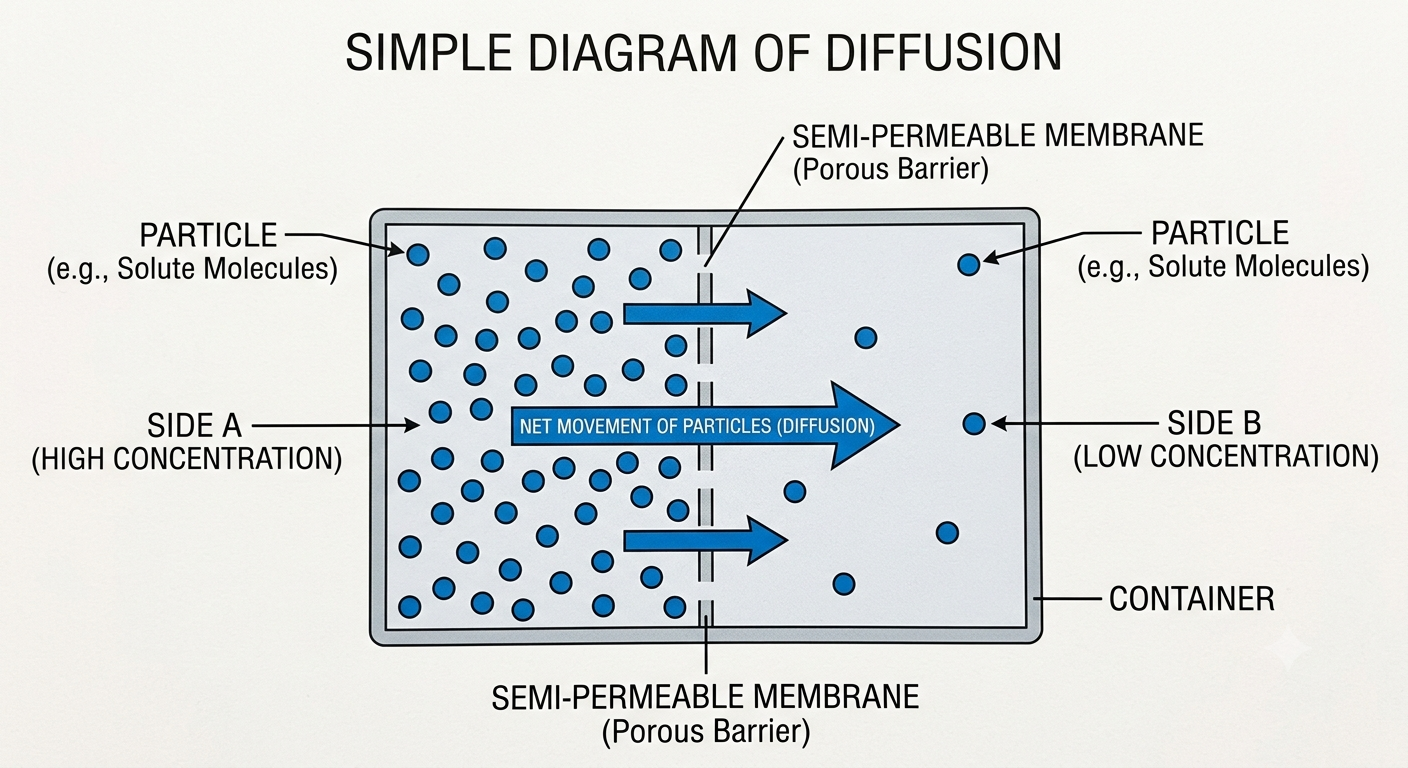 SIMPLE DIAGRAM OF DIFFUSION
SEMI-PERMEABLE MEMBRANE
(Porous Barrier)
PARTICLE
(e.g., Solute Molecules)
PARTICLE
(e.g., Solute Molecules)
SIDE A
(HIGH CONCENTRATION)
NET MOVEMENT OF PARTICLES (DIFFUSION)
SIDE B
(LOW CONCENTRATION)
CONTAINER
SEMI-PERMEABLE MEMBRANE
(Porous Barrier)